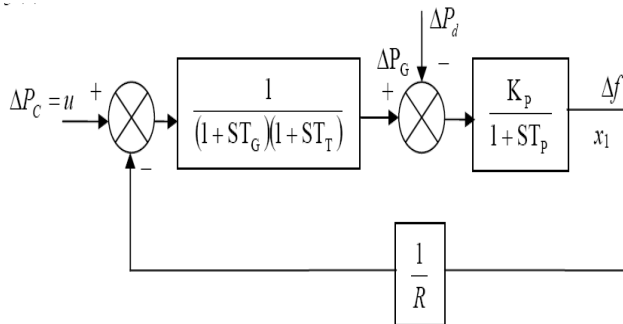 ΔP_d
ΔP_C = u + 1/((1+ST_G)(1+ST_T)) ΔP_G + − K_P/(1+ST_P) Δf
x_1
−
1/R